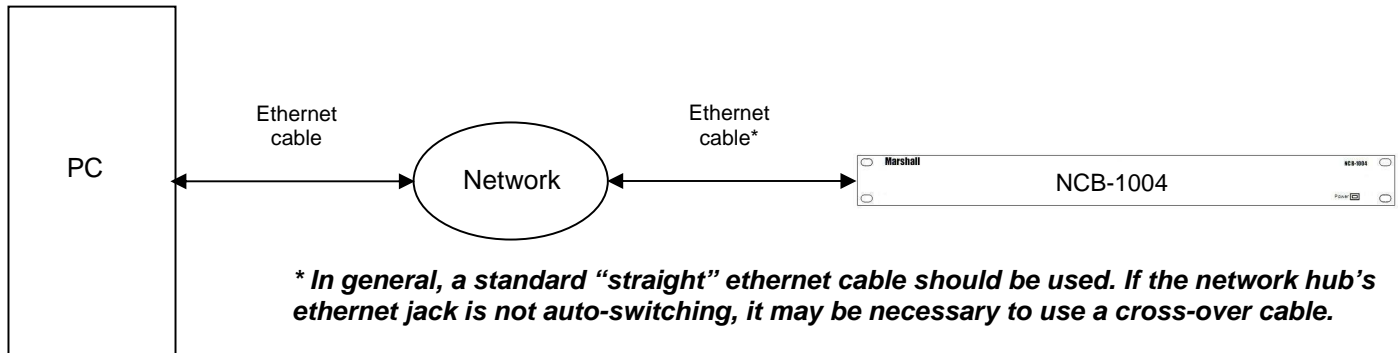 PC
Ethernet
cable
Network
Ethernet
cable*
Marshall
NCB-1004
NCB-1004
Power
* In general, a standard “straight” ethernet cable should be used. If the network hub’s
ethernet jack is not auto-switching, it may be necessary to use a cross-over cable.